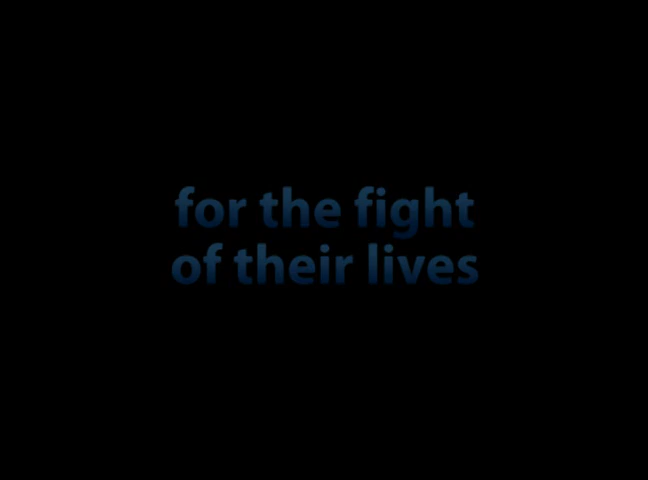 for the fight
of their lives